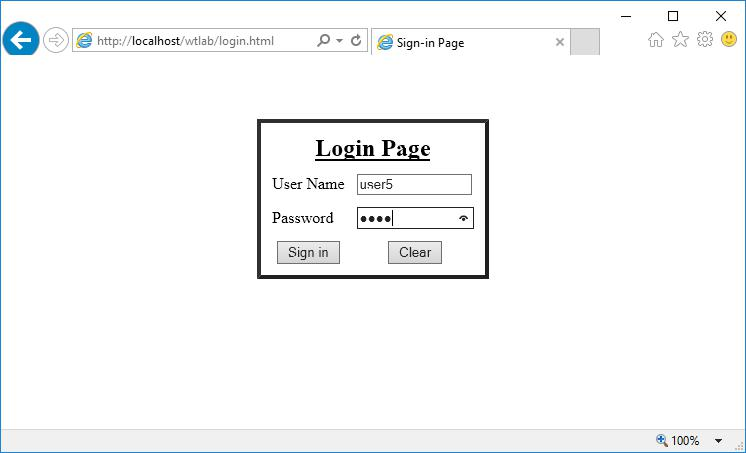 http://localhost/wtlab/login.html
Sign-in Page
Login Page
User Name user5
Password ●●●●
Sign in Clear
100%